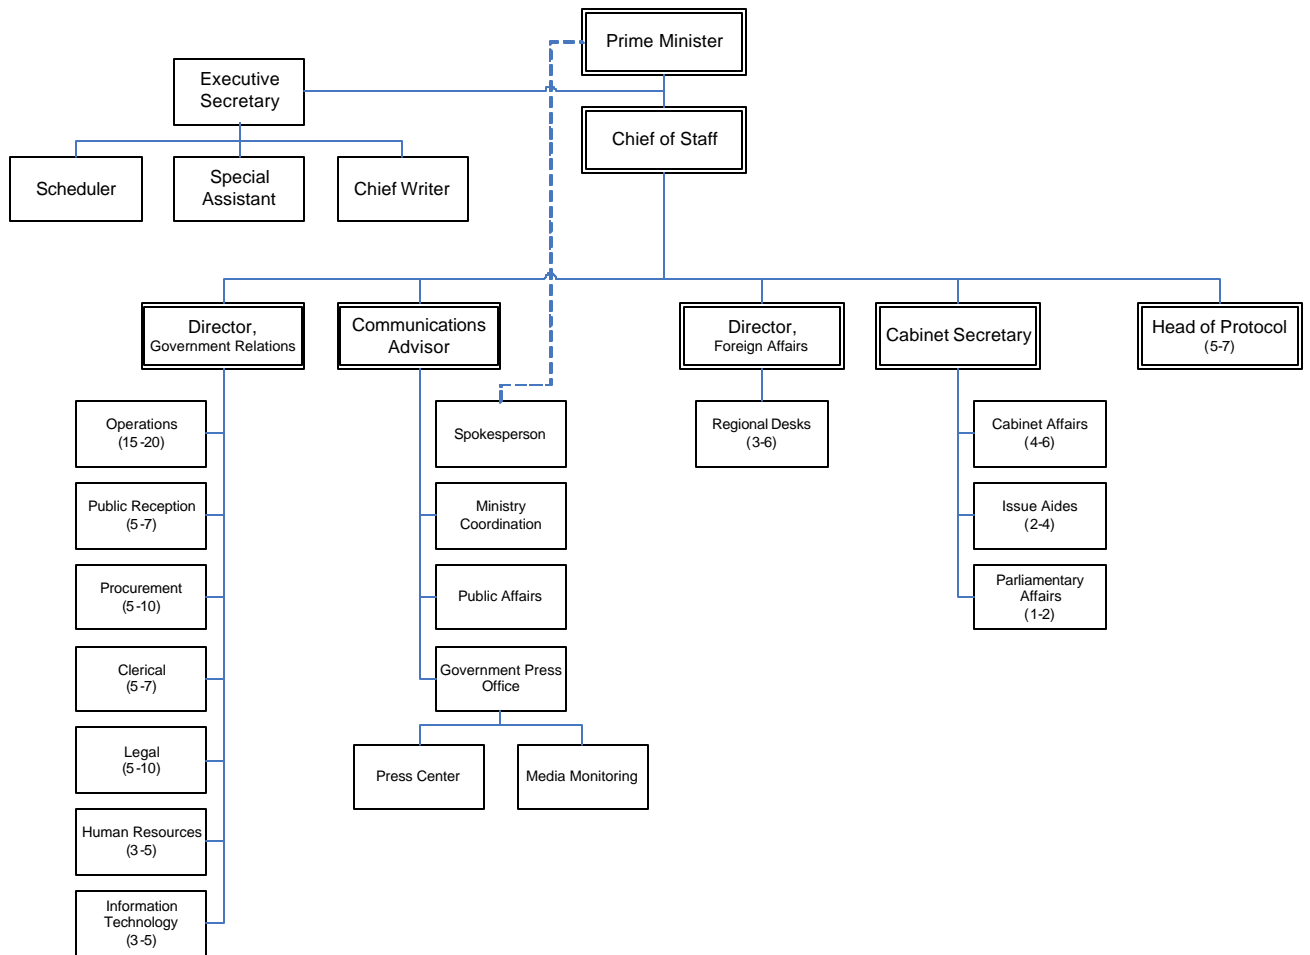 Prime Minister
Executive
Secretary
Chief of Staff
Scheduler
Special
Assistant
Chief Writer
Director,
Government Relations
Communications
Advisor
Director,
Foreign Affairs
Cabinet Secretary
Head of Protocol
(5-7)
Operations
(15-20)
Public Reception
(5-7)
Procurement
(5-10)
Clerical
(5-7)
Legal
(5-10)
Human Resources
(3-5)
Information
Technology
(3-5)
Spokesperson
Ministry
Coordination
Public Affairs
Government Press
Office
Press Center
Media Monitoring
Regional Desks
(3-6)
Cabinet Affairs
(4-6)
Issue Aides
(2-4)
Parliamentary
Affairs
(1-2)